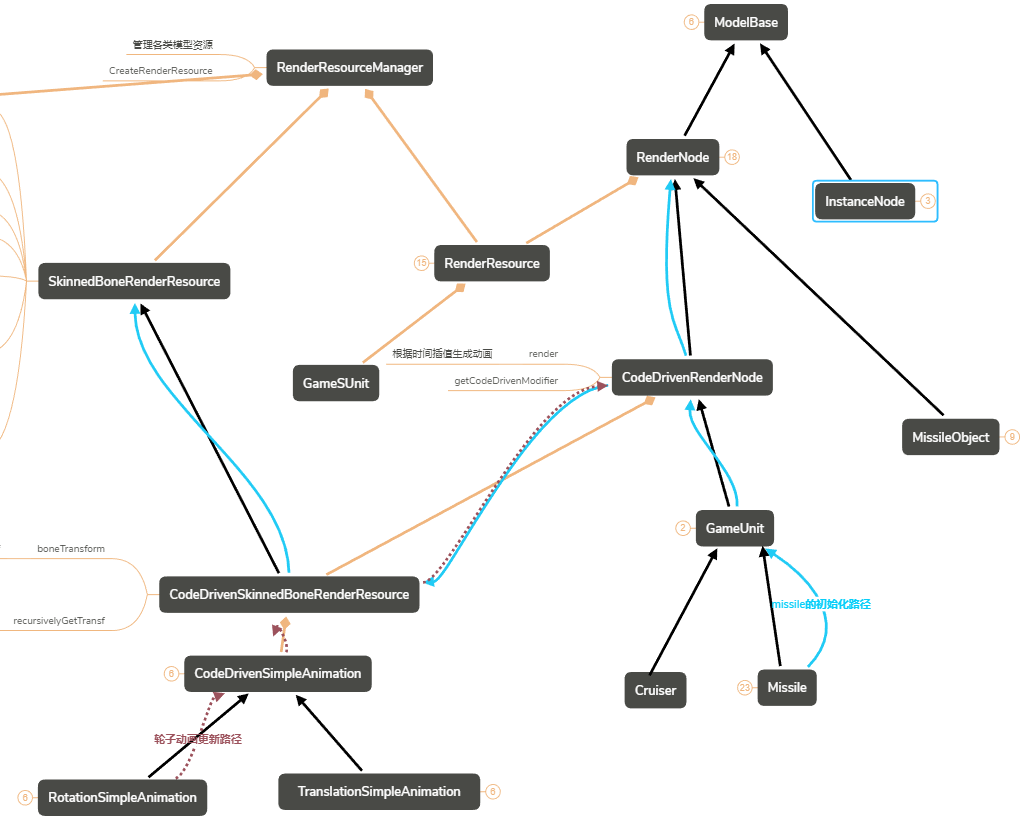 6
ModelBase
管理各类模型资源
CreateRenderResource
RenderResourceManager
RenderNode
18
InstanceNode
3
15
RenderResource
SkinnedBoneRenderResource
根据时间插值生成动画
render
getCodeDrivenModifier
GameSUnit
CodeDrivenRenderNode
MissileObject
9
2
GameUnit
boneTransform
recursivelyGetTransf
CodeDrivenSkinnedBoneRenderResource
missile的初始化路径
6
CodeDrivenSimpleAnimation
Cruiser
23
Missile
轮子动画更新路径
6
RotationSimpleAnimation
TranslationSimpleAnimation
6